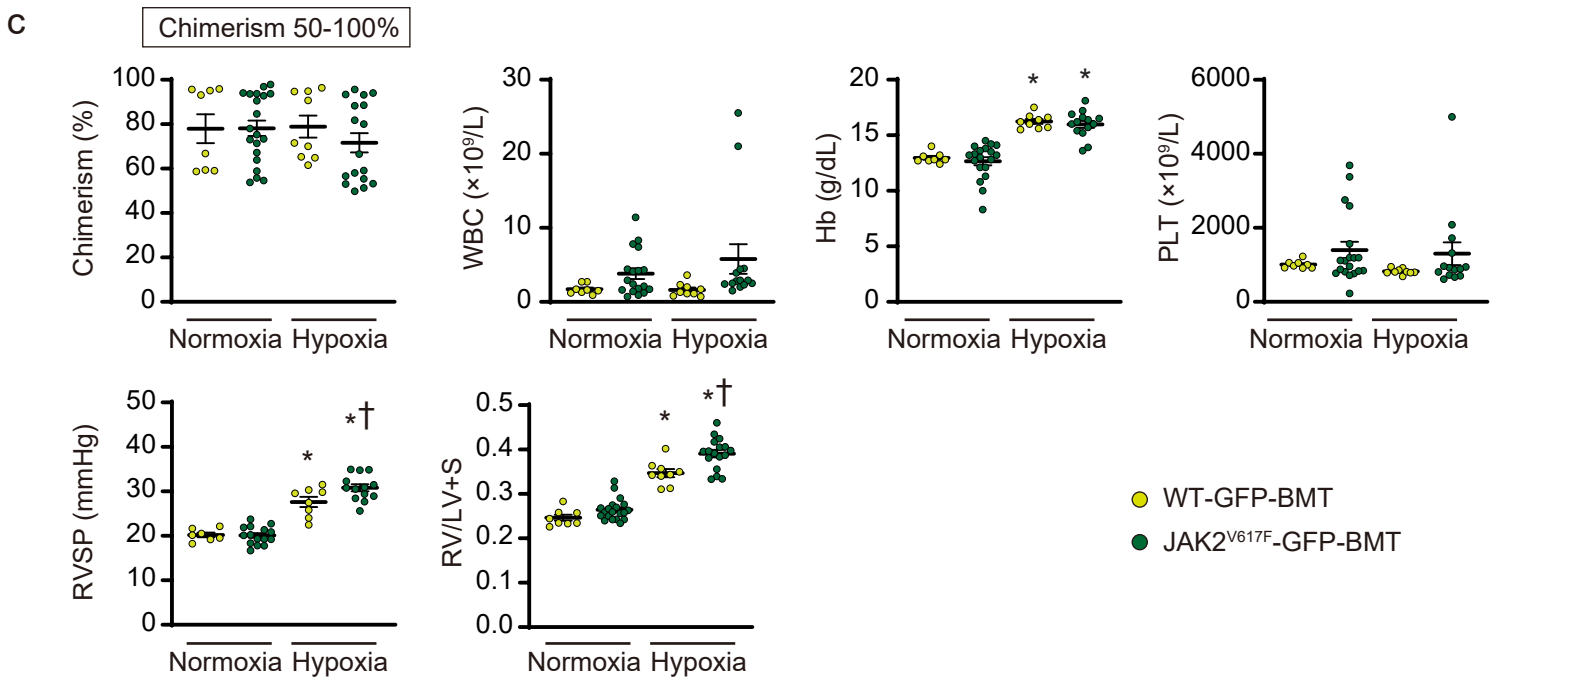 C
Chimerism 50-100%
Chimerism (%)
100
80
60
40
20
0
Normoxia Hypoxia
WBC (×10⁹/L)
30
20
10
0
Normoxia Hypoxia
Hb (g/dL)
20
15
10
5
0
* *
Normoxia Hypoxia
PLT (×10⁹/L)
6000
4000
2000
0
Normoxia Hypoxia
RVSP (mmHg)
50
40
30
20
10
0
* *†
Normoxia Hypoxia
RV/LV+S
0.5
0.4
0.3
0.2
0.1
0.0
* *†
Normoxia Hypoxia
WT-GFP-BMT
JAK2V617F-GFP-BMT